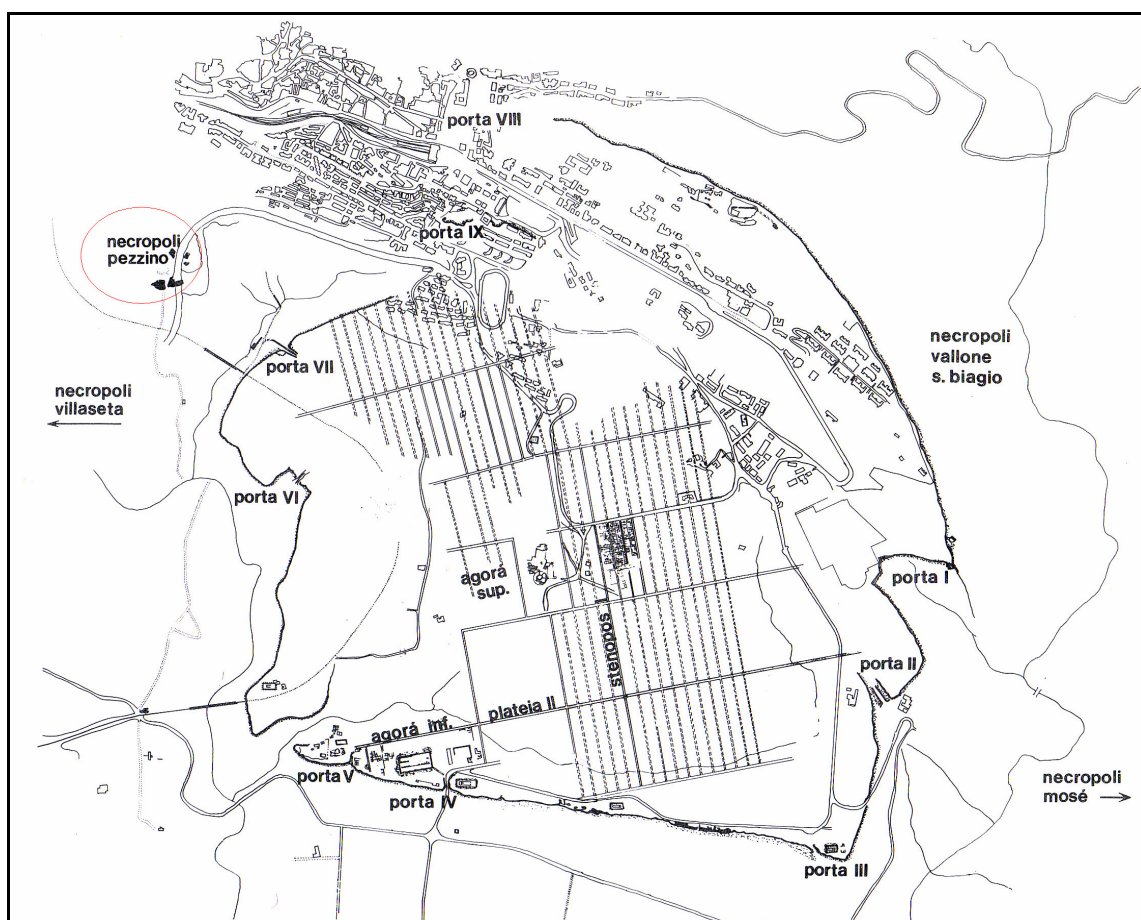 porta VIII
porta IX
necropoli
pezzino
necropoli
vallone
s. biagio
porta VII
necropoli
villaseta
porta VI
agorá
sup.
porta I
stenopos
porta II
plateia II
agorá inf.
porta V
porta IV
necropoli
mosé
porta III